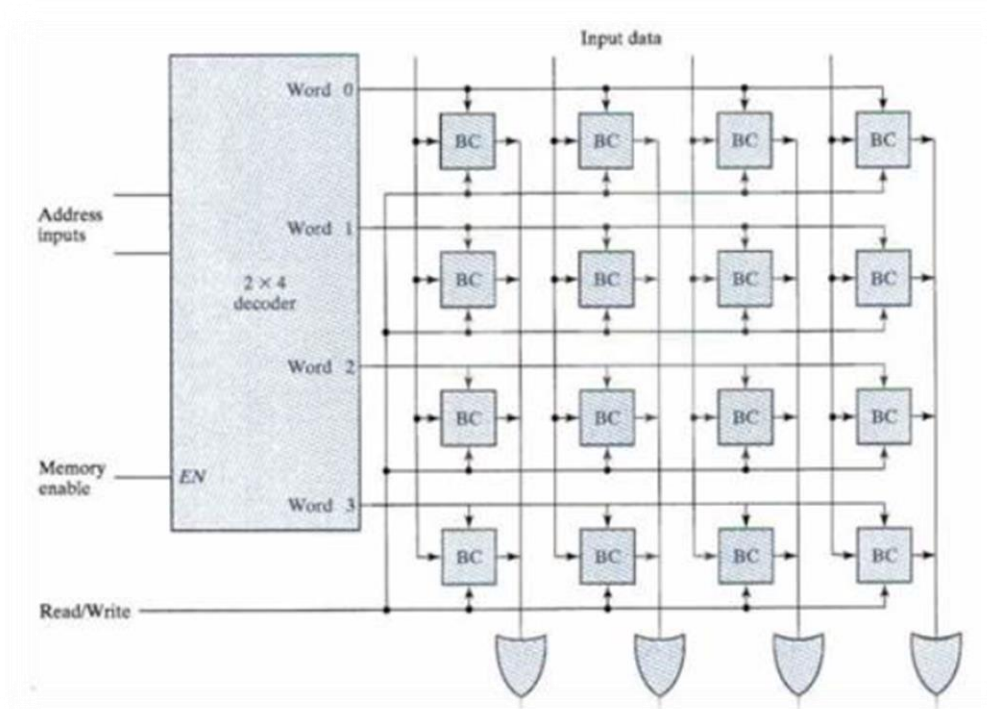 Input data
Word 0
BC BC BC BC
Address
inputs
Word 1
BC BC BC BC
2 × 4
decoder
Word 2
BC BC BC BC
Memory
enable
EN
Word 3
BC BC BC BC
Read/Write